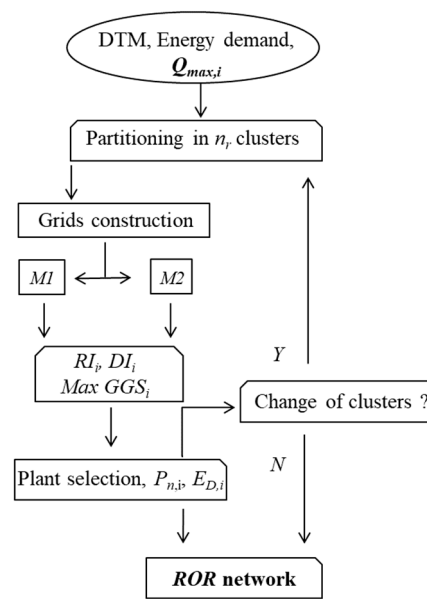 DTM, Energy demand,
Qmax,i
Partitioning in nr clusters
Grids construction
M1
M2
RIi, DIi
Max GGSi
Y
Change of clusters ?
Plant selection, Pn,i, ED,i
N
ROR network